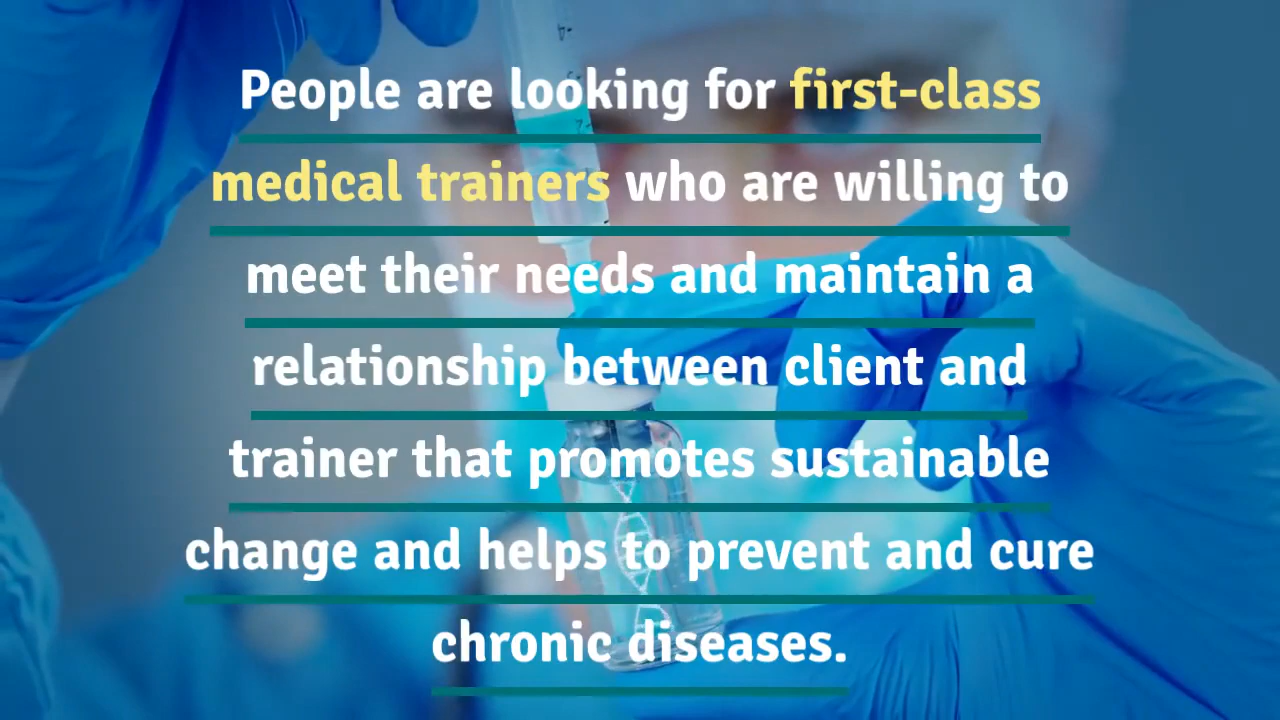 People are looking for first-class
medical trainers who are willing to
meet their needs and maintain a
relationship between client and
trainer that promotes sustainable
change and helps to prevent and cure
chronic diseases.